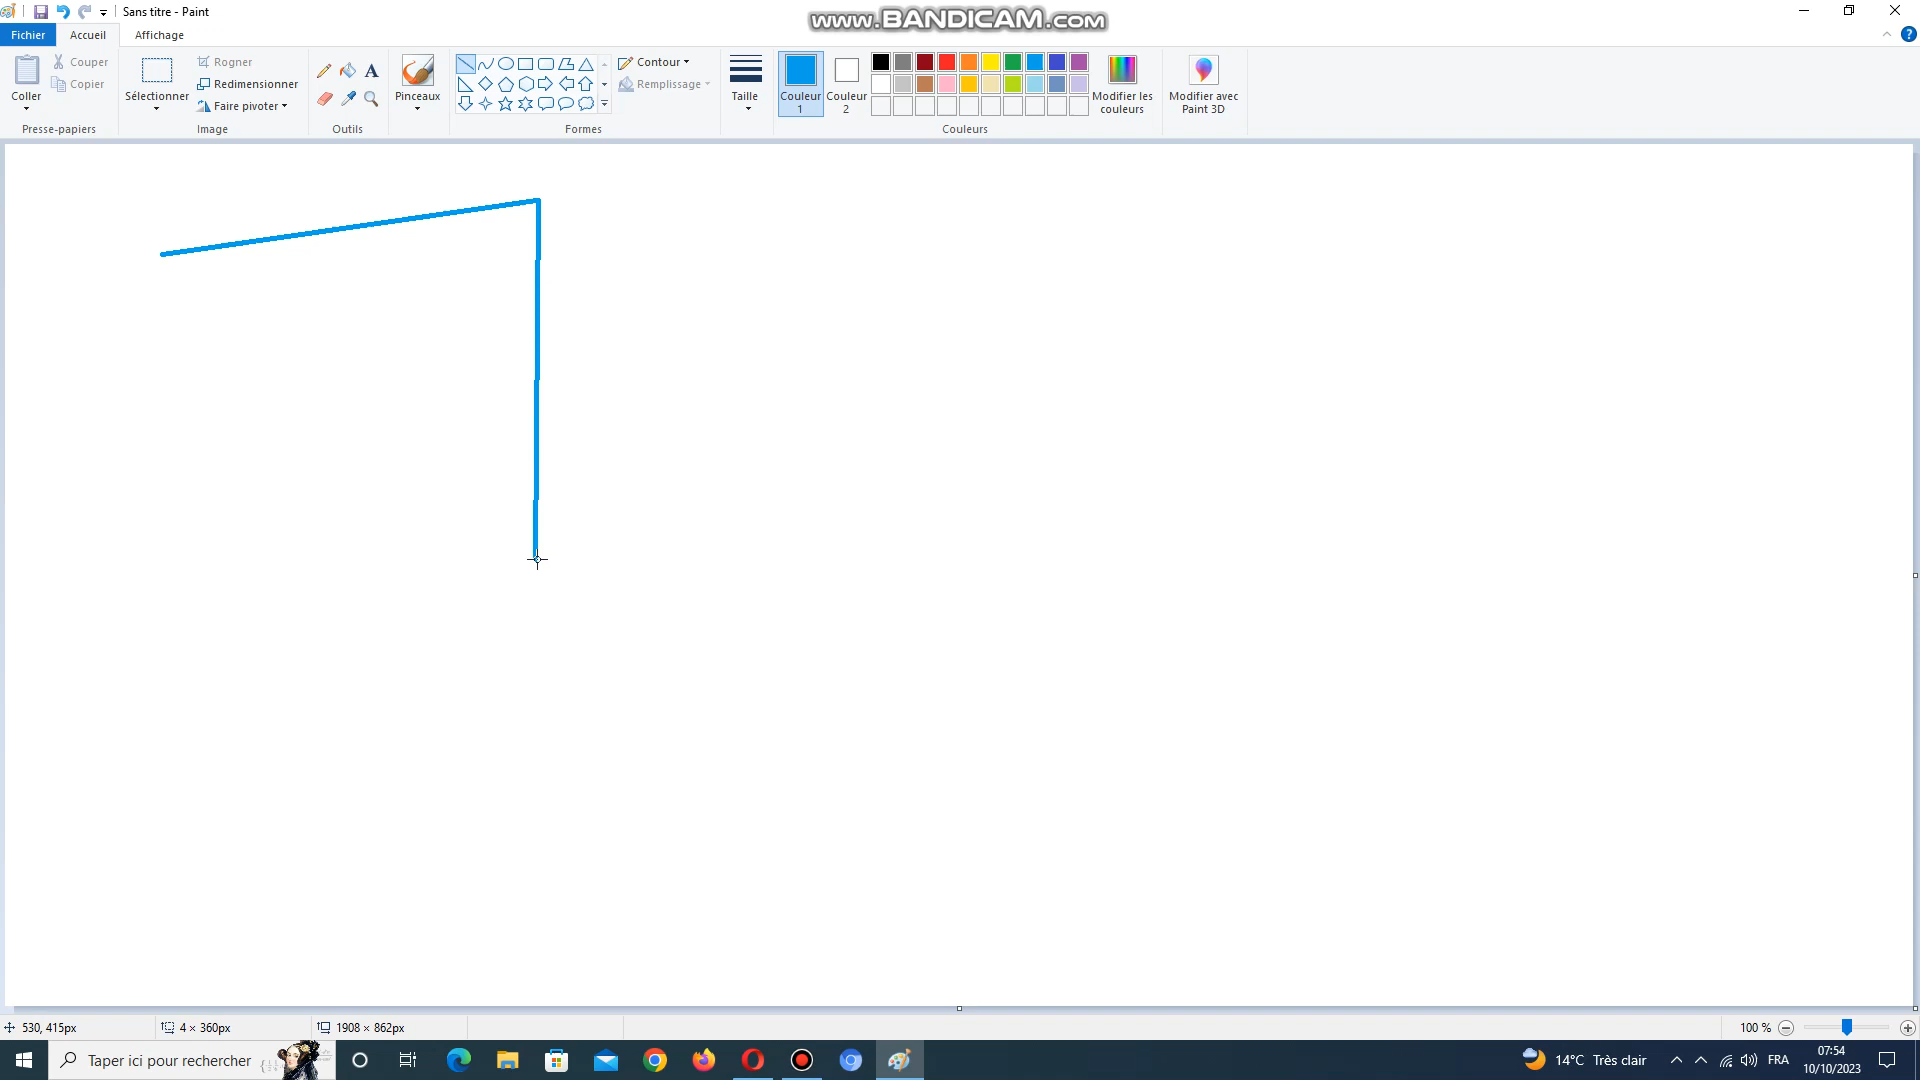 Sans titre - Paint
www.BANDICAM.com
Fichier
Accueil
Affichage
Coller
Couper
Copier
Presse-papiers
Sélectionner
Rogner
Redimensionner
Faire pivoter
Image
Outils
Pinceaux
Formes
Contour
Remplissage
Taille
Couleur
1
Couleur
2
Couleurs
Modifier les
couleurs
Modifier avec
Paint 3D
530, 415px
4 × 360px
1908 × 862px
100 %
Taper ici pour rechercher
14°C Très clair
FRA
07:54
10/10/2023